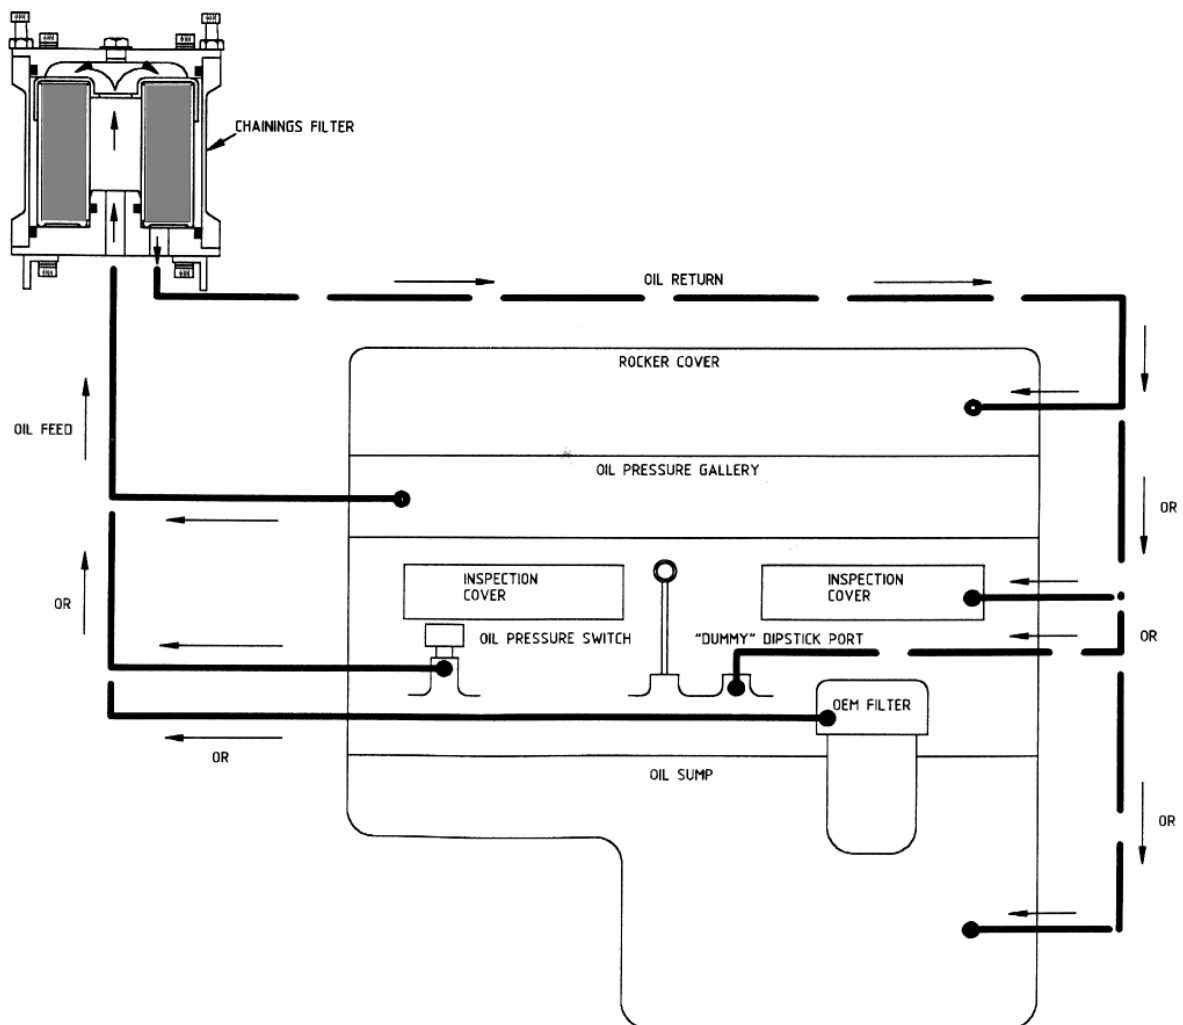 CHAININGS FILTER
OIL RETURN
ROCKER COVER
OIL FEED
OIL PRESSURE GALLERY
OR
INSPECTION
COVER
INSPECTION
COVER
OR
OIL PRESSURE SWITCH
"DUMMY" DIPSTICK PORT
OR
OEM FILTER
OR
OIL SUMP
OR